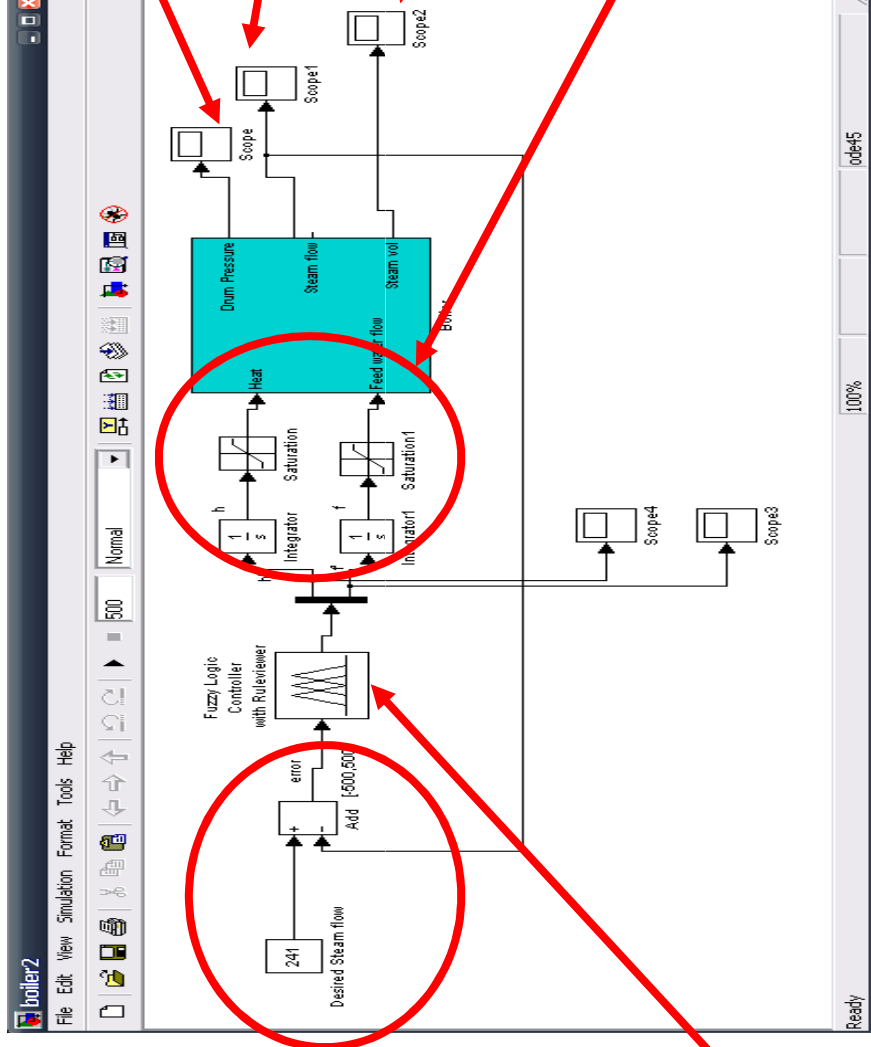 boiler2
File Edit View Simulation Format Tools Help
500
Normal
241
Desired Steam flow
+
-
Add
error
[-500,500]
Fuzzy Logic
Controller
with Ruleviewer
h
f
1
s
Integrator
1
s
Integrator1
h
f
Saturation
Saturation1
Heat
Feed water flow
Drum Pressure
Steam flow
Steam vol
Boiler
Scope
Scope1
Scope2
Scope4
Scope3
Ready
100%
ode45